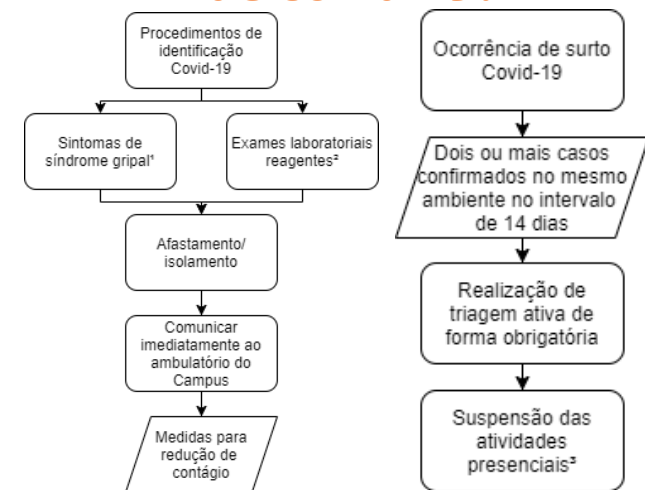 Procedimentos de
identificação
Covid-19
Sintomas de
síndrome gripal¹
Exames laboratoriais
reagentes²
Afastamento/
isolamento
Comunicar
imediatamente ao
ambulatório do
Campus
Medidas para
redução de
contágio
Ocorrência de surto
Covid-19
Dois ou mais casos
confirmados no mesmo
ambiente no intervalo
de 14 dias
Realização de
triagem ativa de
forma obrigatória
Suspensão das
atividades
presenciais³